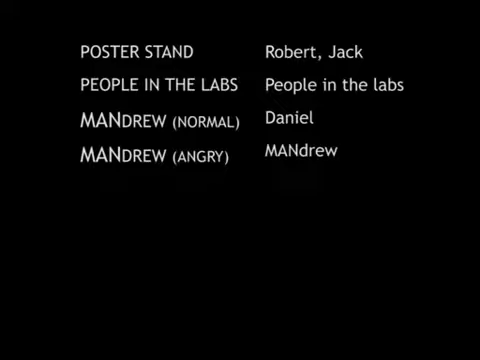 POSTER STAND Robert, Jack
PEOPLE IN THE LABS People in the labs
MANDREW (NORMAL) Daniel
MANDREW (ANGRY) MANdrew